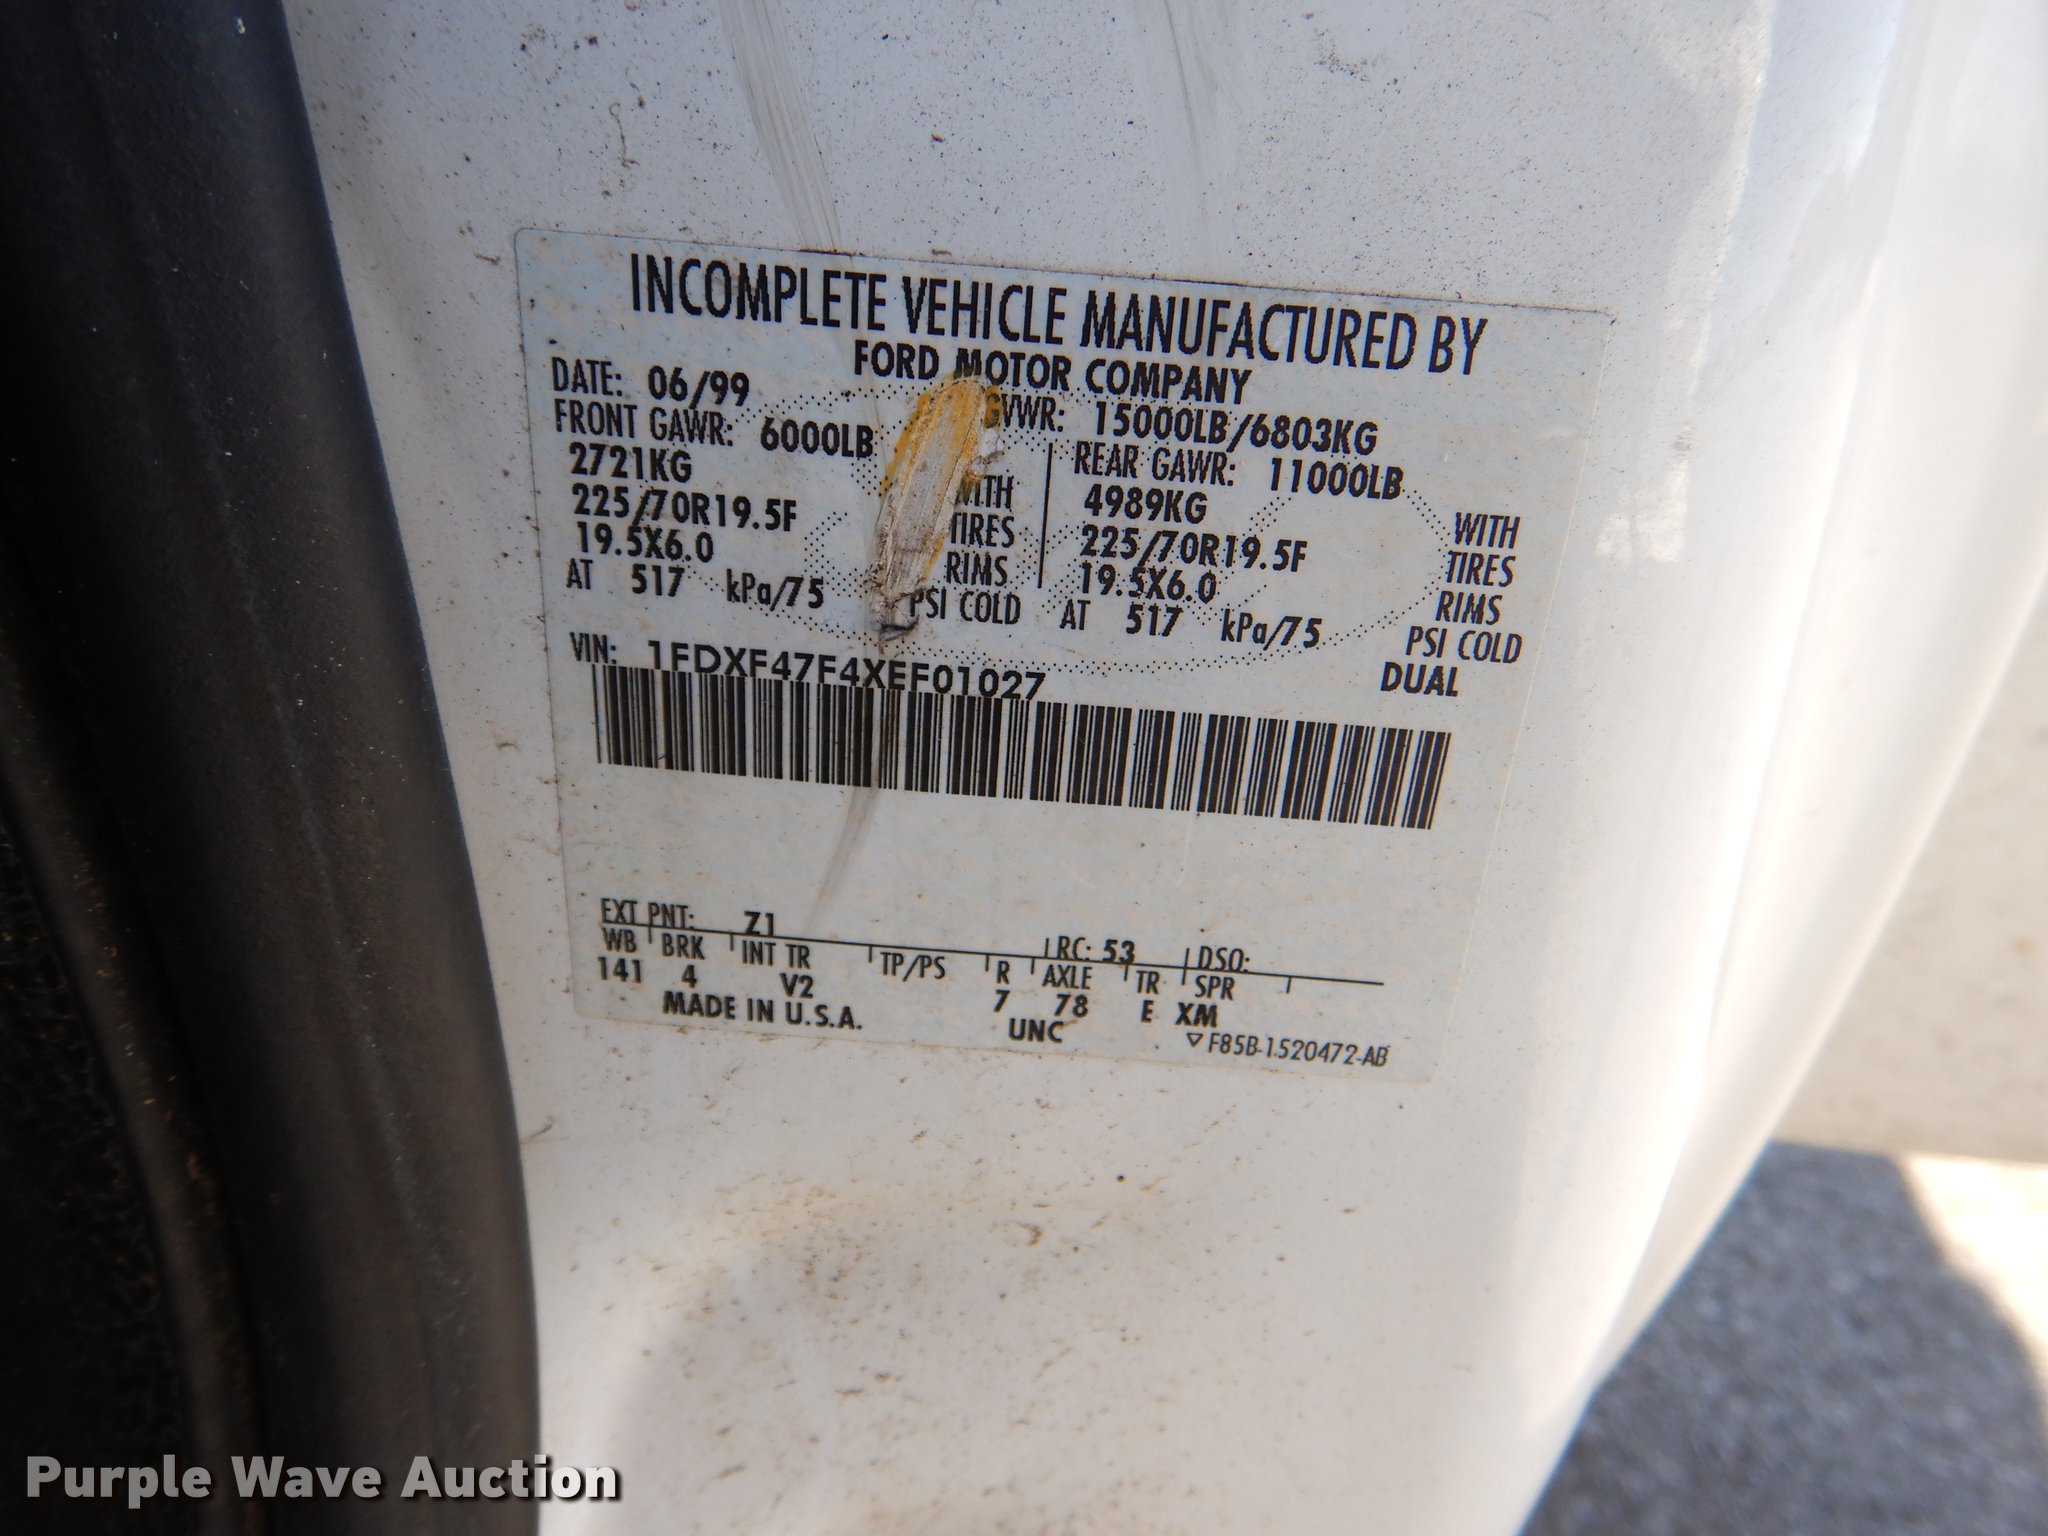 INCOMPLETE VEHICLE MANUFACTURED BY
FORD MOTOR COMPANY
DATE: 06/99 GVWR: 15000LB/6803KG
FRONT GAWR: 6000LB REAR GAWR: 11000LB
2721KG WITH 4989KG WITH
225/70R19.5F TIRES 225/70R19.5F TIRES
19.5X6.0 RIMS 19.5X6.0 RIMS
AT 517 kPa/75 PSI COLD AT 517 kPa/75 PSI COLD
DUAL
VIN: 1FDXF47F4XEF01027
EXT PNT: Z1 RC: 53 DSO:
WB BRK INT TR TP/PS R AXLE TR SPR
141 4 V2 7 78 E XM
MADE IN U.S.A. UNC
▽ F85B-1520472-AB
Purple Wave Auction